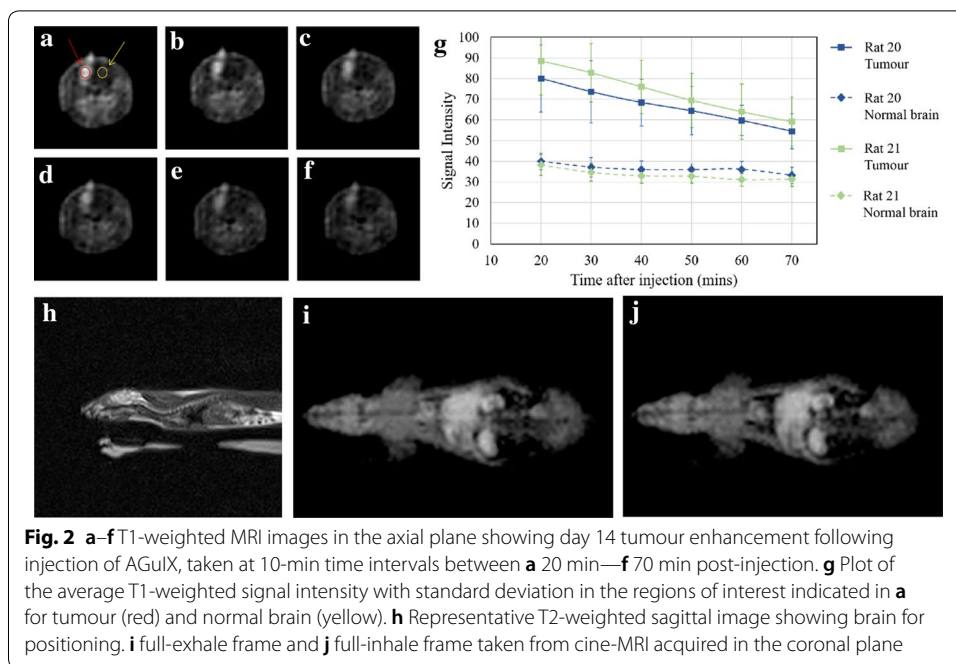 a
b
c
d
e
f
g
100
90
80
70
60
50
40
30
20
10
0
Signal Intensity
10 20 30 40 50 60 70
Time after injection (mins)
Rat 20
Tumour
Rat 20
Normal brain
Rat 21
Tumour
Rat 21
Normal brain
h
i
j
Fig. 2 a–f T1-weighted MRI images in the axial plane showing day 14 tumour enhancement following
injection of AGuIX, taken at 10-min time intervals between a 20 min—f 70 min post-injection. g Plot of
the average T1-weighted signal intensity with standard deviation in the regions of interest indicated in a
for tumour (red) and normal brain (yellow). h Representative T2-weighted sagittal image showing brain for
positioning. i full-exhale frame and j full-inhale frame taken from cine-MRI acquired in the coronal plane